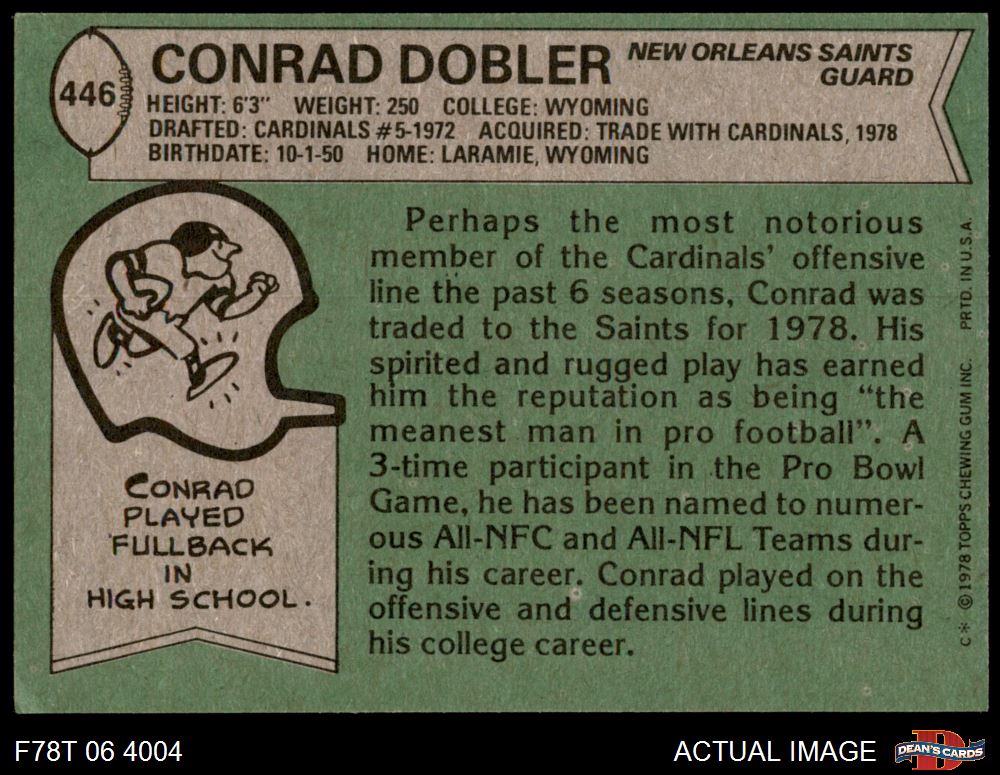 446
CONRAD DOBLER
NEW ORLEANS SAINTS
GUARD
HEIGHT: 6'3" WEIGHT: 250 COLLEGE: WYOMING
DRAFTED: CARDINALS #5-1972 ACQUIRED: TRADE WITH CARDINALS, 1978
BIRTHDATE: 10-1-50 HOME: LARAMIE, WYOMING
CONRAD
PLAYED
FULLBACK
IN
HIGH SCHOOL.
Perhaps the most notorious
member of the Cardinals' offensive
line the past 6 seasons, Conrad was
traded to the Saints for 1978. His
spirited and rugged play has earned
him the reputation as being "the
meanest man in pro football". A
3-time participant in the Pro Bowl
Game, he has been named to numer-
ous All-NFC and All-NFL Teams dur-
ing his career. Conrad played on the
offensive and defensive lines during
his college career.
C* © 1978 TOPPS CHEWING GUM INC. PRTD. IN U.S.A.
F78T 06 4004
ACTUAL IMAGE
D
DEAN'S CARDS